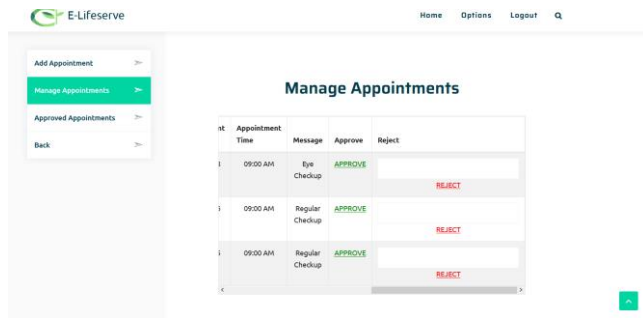 E-Lifeserve
Home Options Logout
Add Appointment
Manage Appointments
Approved Appointments
Back
Manage Appointments
nt Appointment Time Message Approve Reject
09:00 AM Eye Checkup APPROVE
REJECT
09:00 AM Regular Checkup APPROVE
REJECT
09:00 AM Regular Checkup APPROVE
REJECT